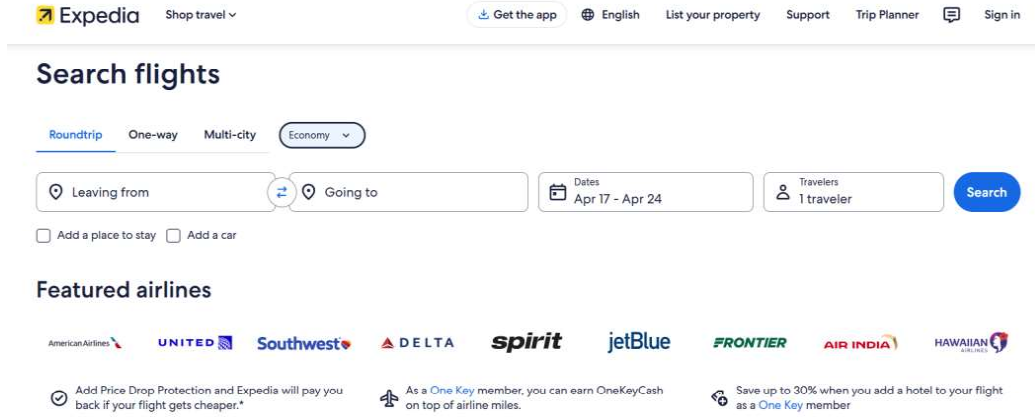 Expedia Shop travel Get the app English List your property Support Trip Planner Sign in
Search flights
Roundtrip One-way Multi-city Economy
Leaving from Going to Dates Apr 17 - Apr 24 Travelers 1 traveler Search
Add a place to stay Add a car
Featured airlines
American Airlines UNITED Southwest DELTA spirit jetBlue FRONTIER AIR INDIA HAWAIIAN AIRLINES
Add Price Drop Protection and Expedia will pay you
back if your flight gets cheaper.*
As a One Key member, you can earn OneKeyCash
on top of airline miles.
Save up to 30% when you add a hotel to your flight
as a One Key member